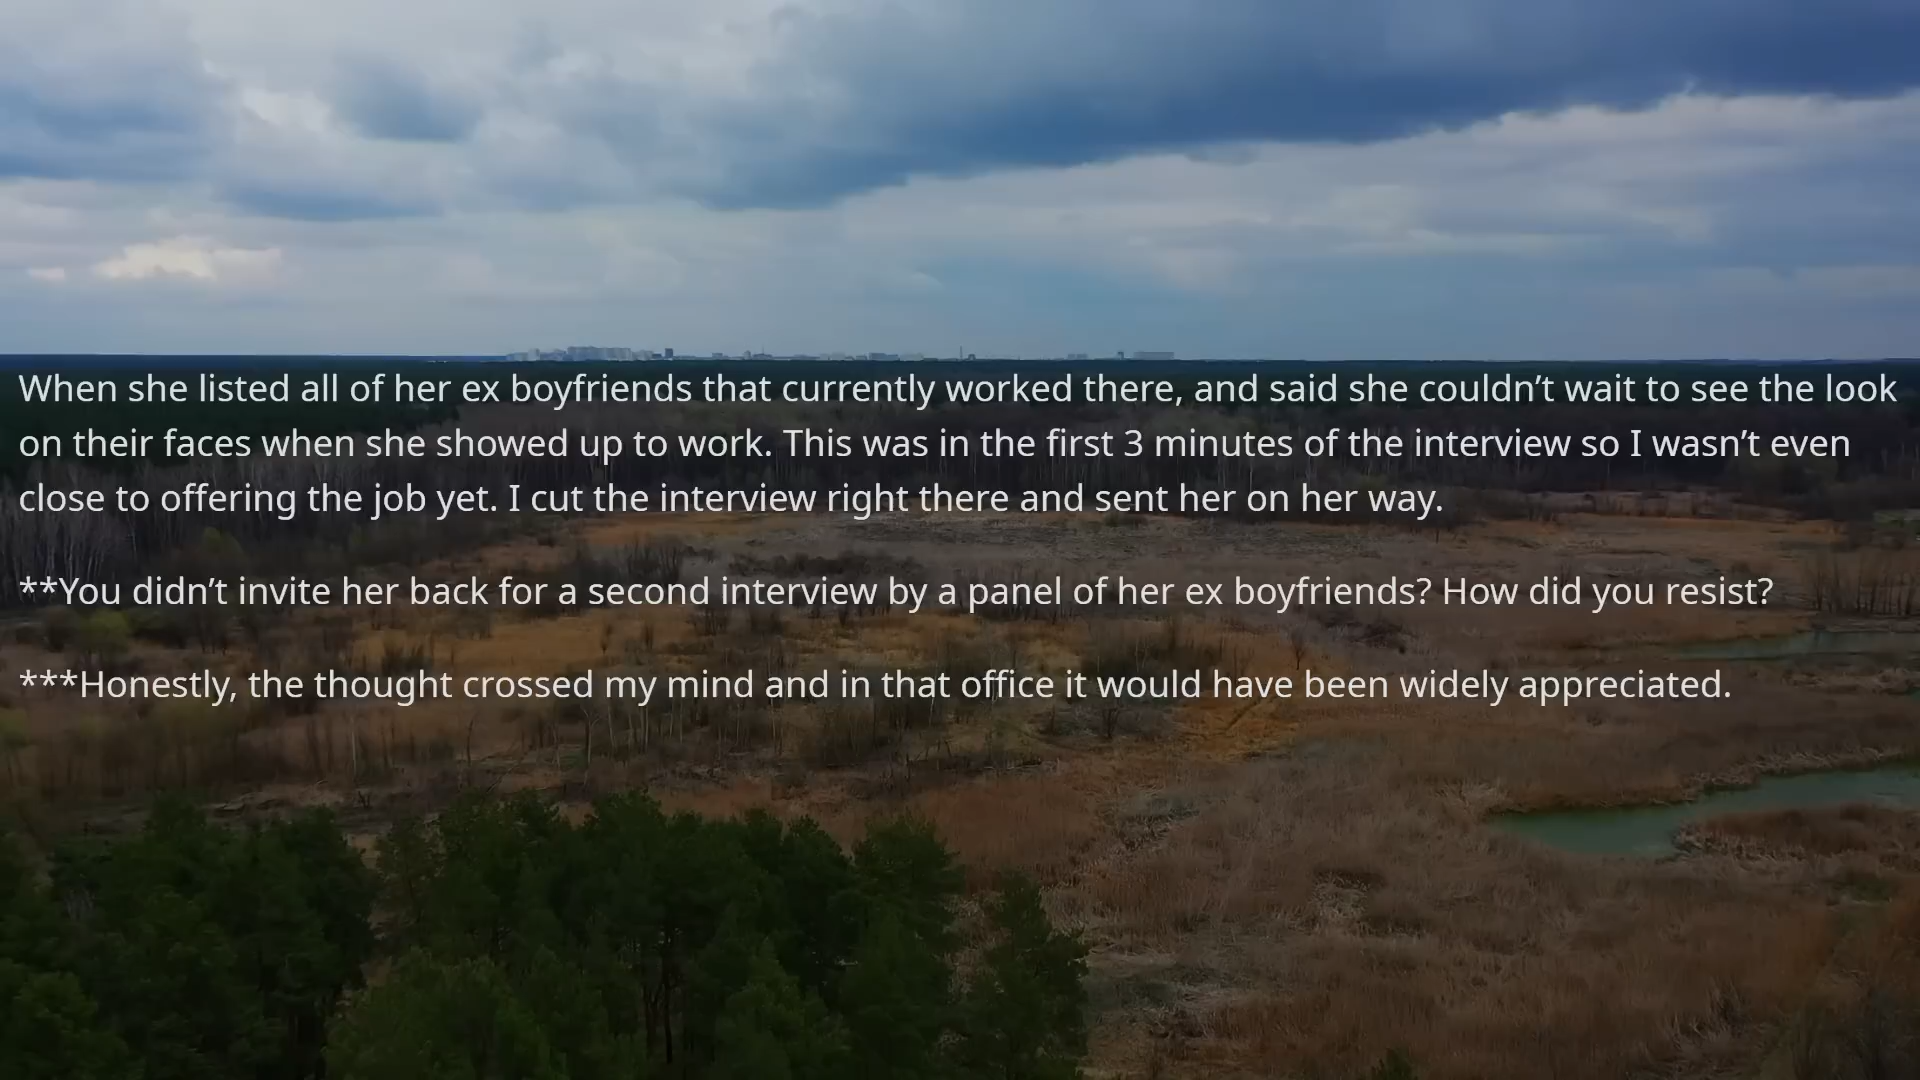 When she listed all of her ex boyfriends that currently worked there, and said she couldn’t wait to see the look
on their faces when she showed up to work. This was in the first 3 minutes of the interview so I wasn’t even
close to offering the job yet. I cut the interview right there and sent her on her way.
**You didn’t invite her back for a second interview by a panel of her ex boyfriends? How did you resist?
***Honestly, the thought crossed my mind and in that office it would have been widely appreciated.